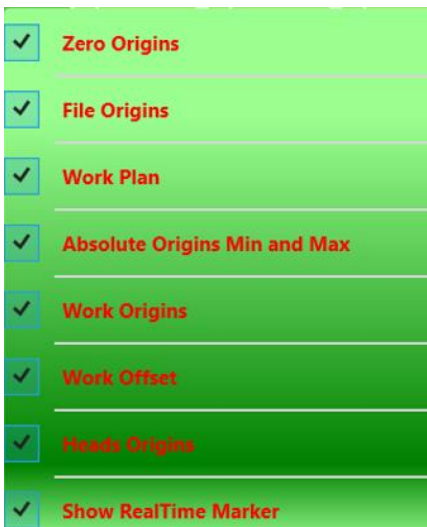 Zero Origins
File Origins
Work Plan
Absolute Origins Min and Max
Work Origins
Work Offset
Heads Origins
Show RealTime Marker